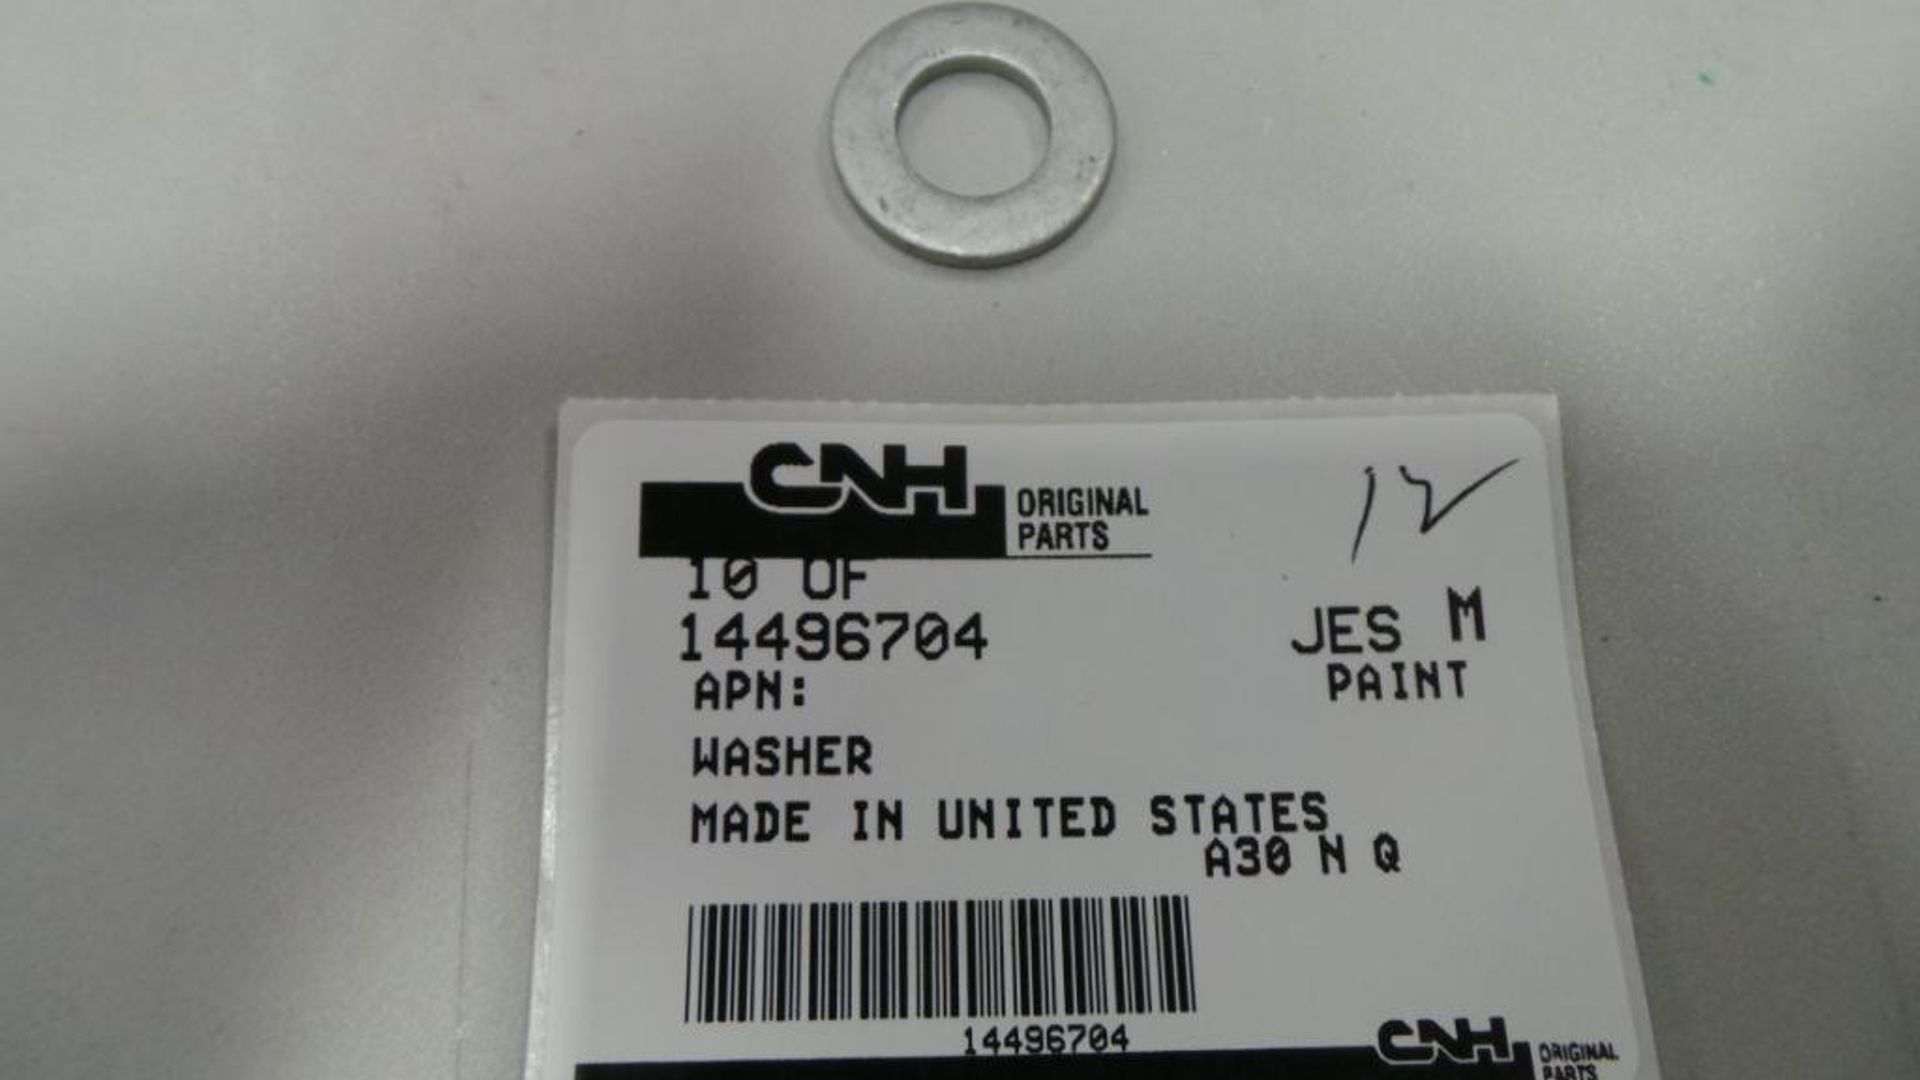 CNH ORIGINAL
PARTS
12
10 OF
14496704
JES M
APN:
PAINT
WASHER
MADE IN UNITED STATES
A30 N Q
14496704
CNH ORIGINAL
PARTS